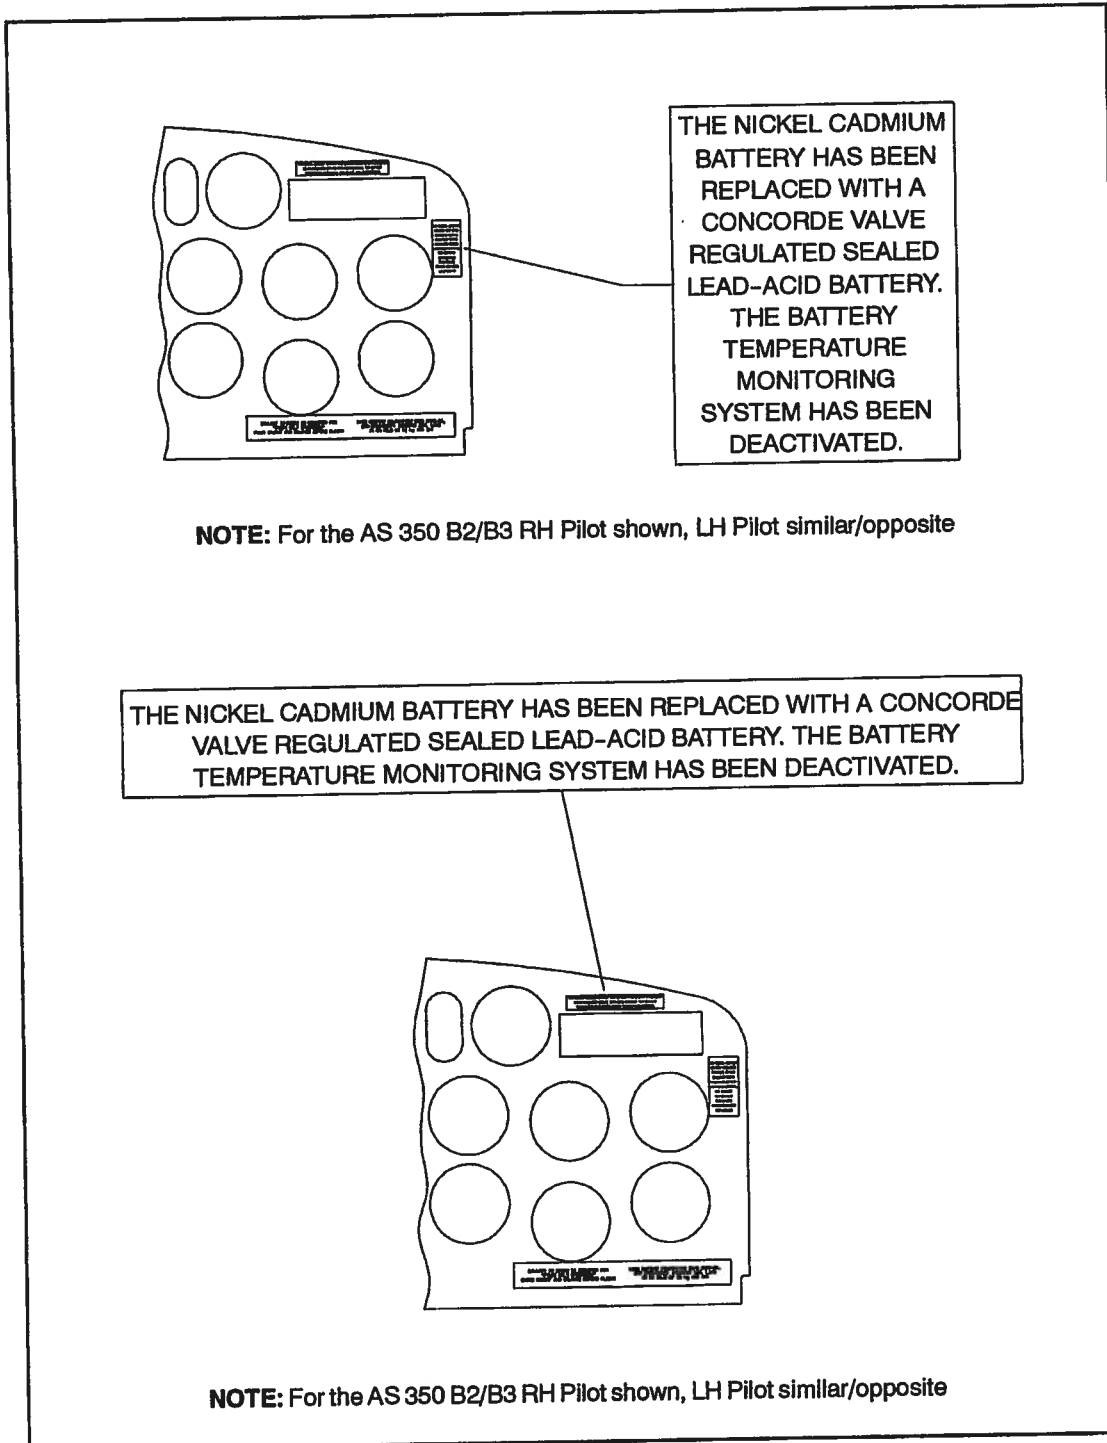 THE NICKEL CADMIUM
BATTERY HAS BEEN
REPLACED WITH A
CONCORDE VALVE
REGULATED SEALED
LEAD-ACID BATTERY.
THE BATTERY
TEMPERATURE
MONITORING
SYSTEM HAS BEEN
DEACTIVATED.
NOTE: For the AS 350 B2/B3 RH Pilot shown, LH Pilot similar/opposite
THE NICKEL CADMIUM BATTERY HAS BEEN REPLACED WITH A CONCORDE
VALVE REGULATED SEALED LEAD-ACID BATTERY. THE BATTERY
TEMPERATURE MONITORING SYSTEM HAS BEEN DEACTIVATED.
NOTE: For the AS 350 B2/B3 RH Pilot shown, LH Pilot similar/opposite